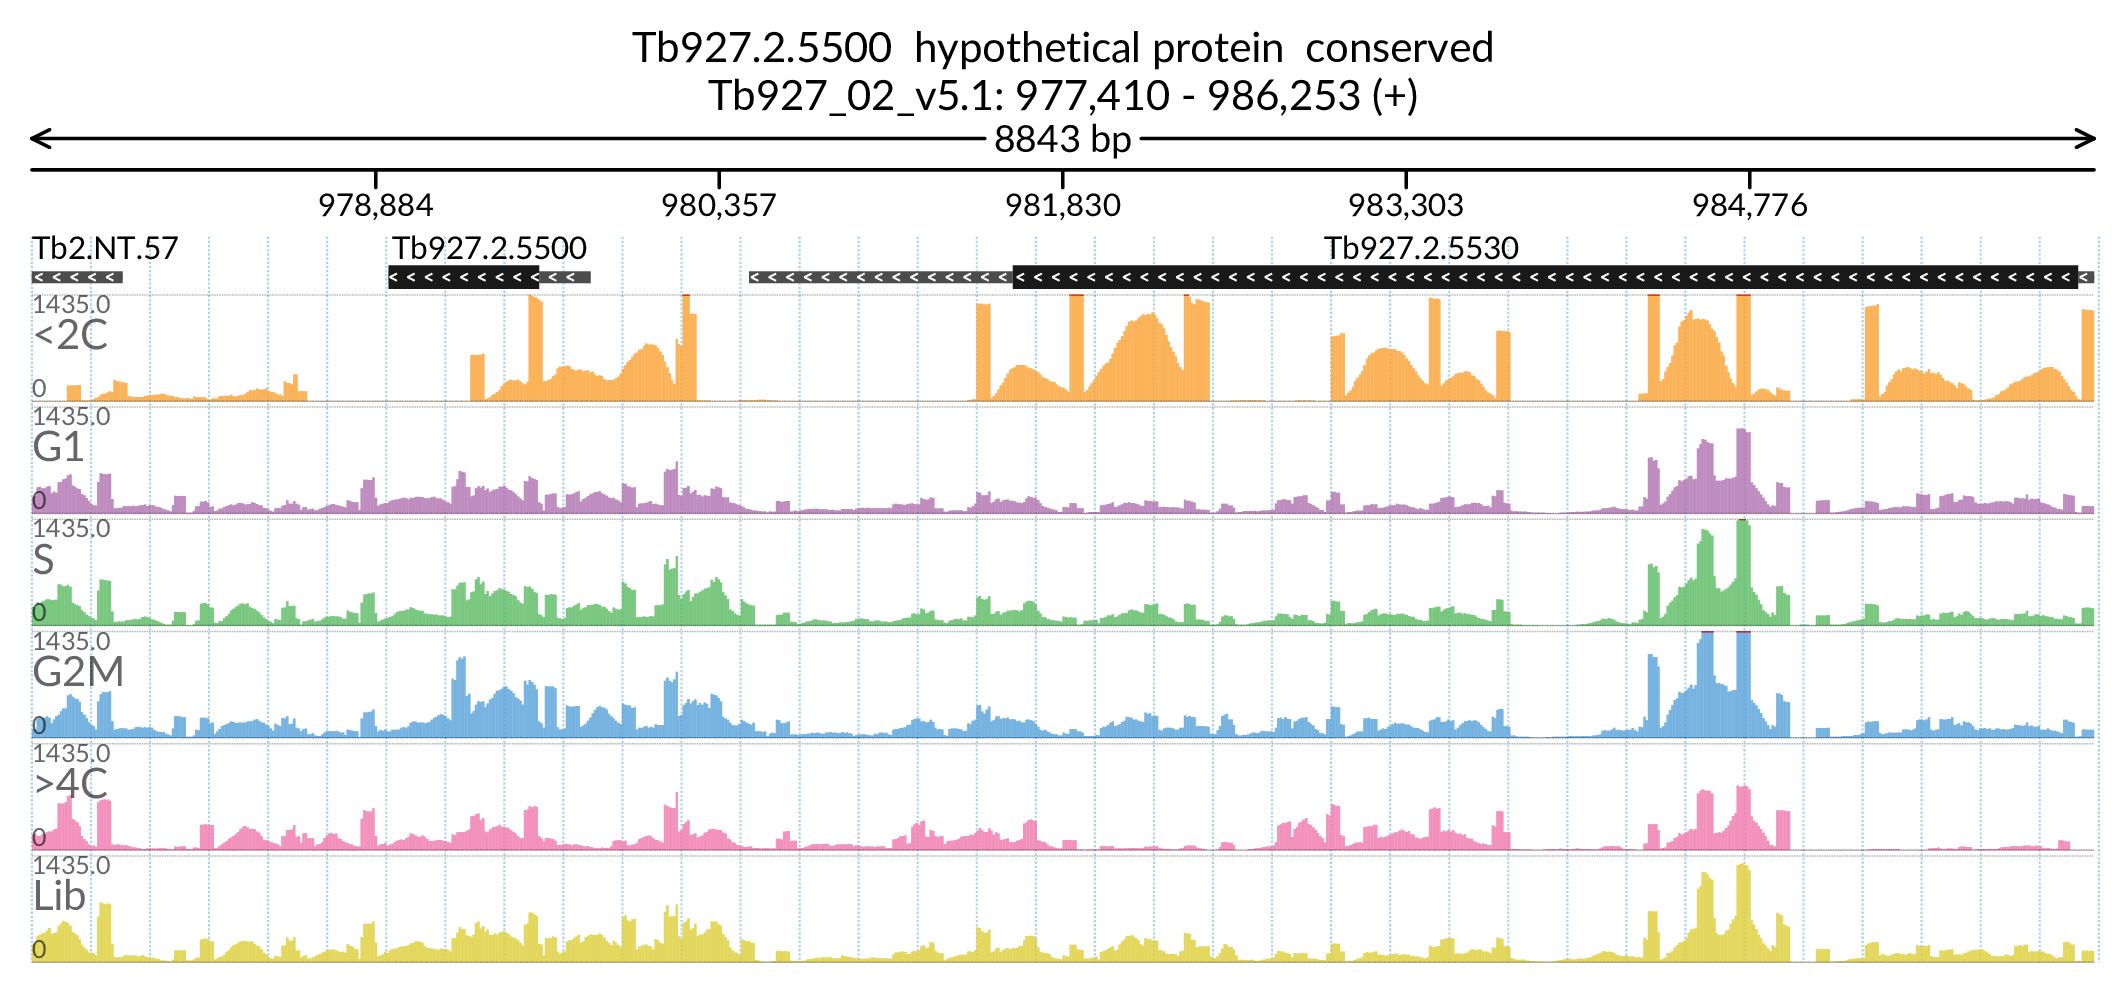 Tb927.2.5500  hypothetical protein  conserved
Tb927_02_v5.1: 977,410 - 986,253 (+)
8843 bp
978,884 980,357 981,830 983,303 984,776
Tb2.NT.57 Tb927.2.5500 Tb927.2.5530
1435.0
<2C
0
1435.0
G1
0
1435.0
S
0
1435.0
G2M
0
1435.0
>4C
0
1435.0
Lib
0